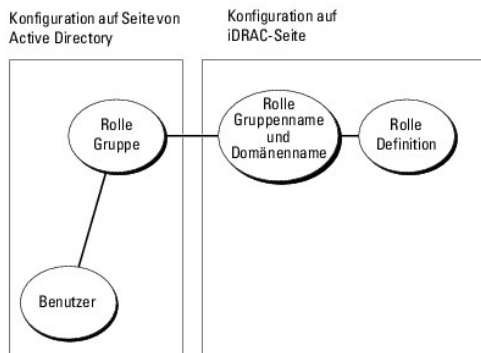 Konfiguration auf Seite von
Active Directory
Konfiguration auf
iDRAC-Seite
Rolle
Gruppe
Rolle
Gruppenname
und
Domänenname
Rolle
Definition
Benutzer